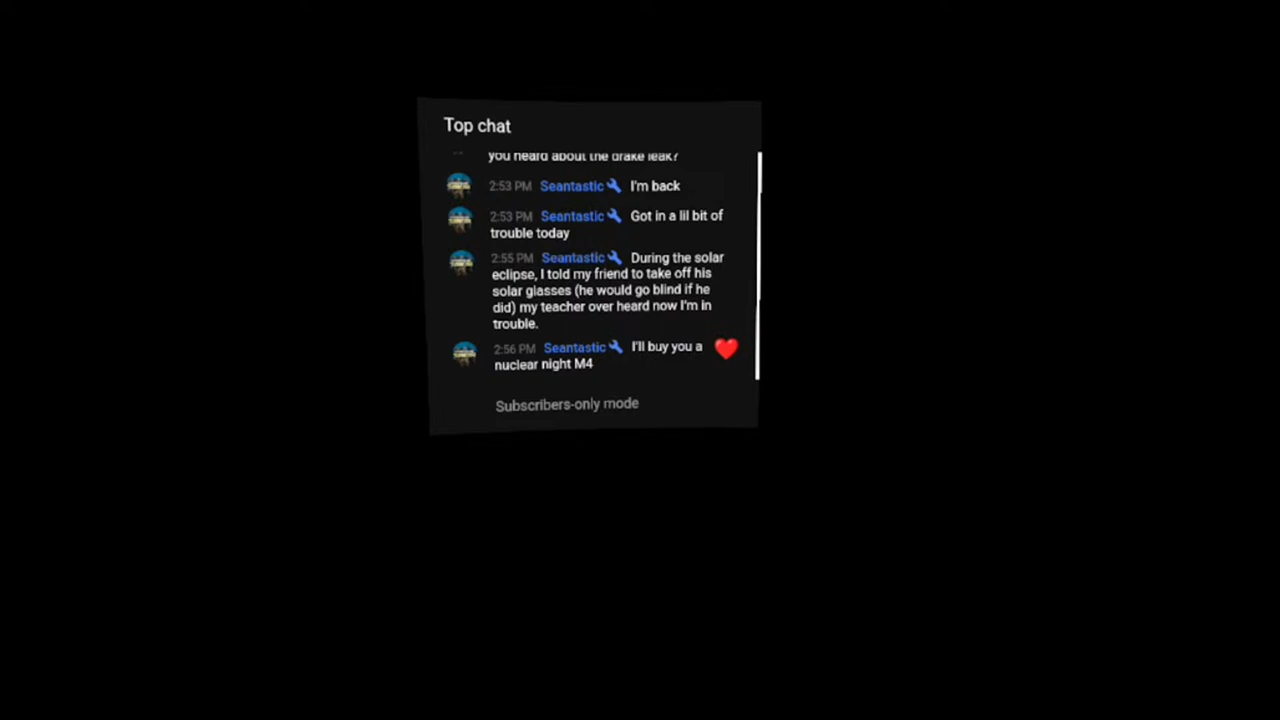 Top chat
you heard about the drake leak?
2:53 PM Seantastic I'm back
2:53 PM Seantastic Got in a lil bit of
trouble today
2:55 PM Seantastic During the solar
eclipse, I told my friend to take off his
solar glasses (he would go blind if he
did) my teacher over heard now I'm in
trouble.
2:56 PM Seantastic I'll buy you a
nuclear night M4
Subscribers-only mode